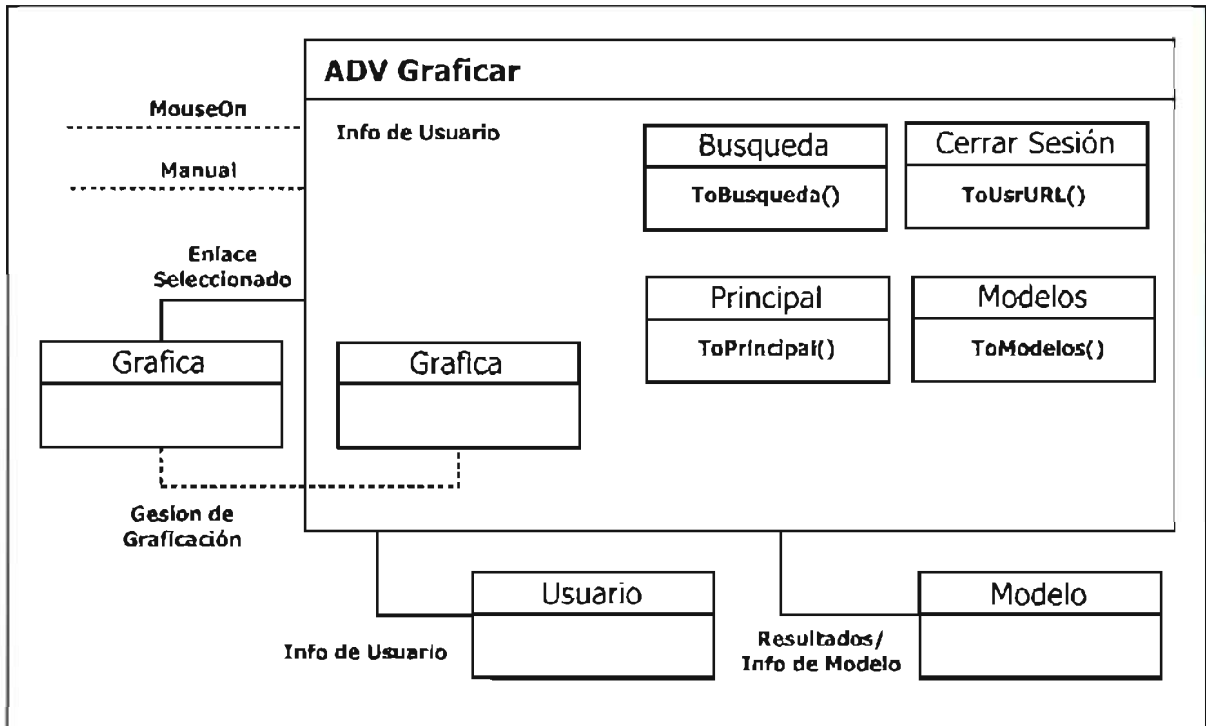 ADV Graficar
MouseOn
Info de Usuario
Manual
Busqueda
ToBusqueda()
Cerrar Sesión
ToUsrURL()
Enlace
Seleccionado
Principal
ToPrincipal()
Modelos
ToModelos()
Grafica
Grafica
Gesion de
Graficación
Usuario
Info de Usuario
Modelo
Resultados/
Info de Modelo